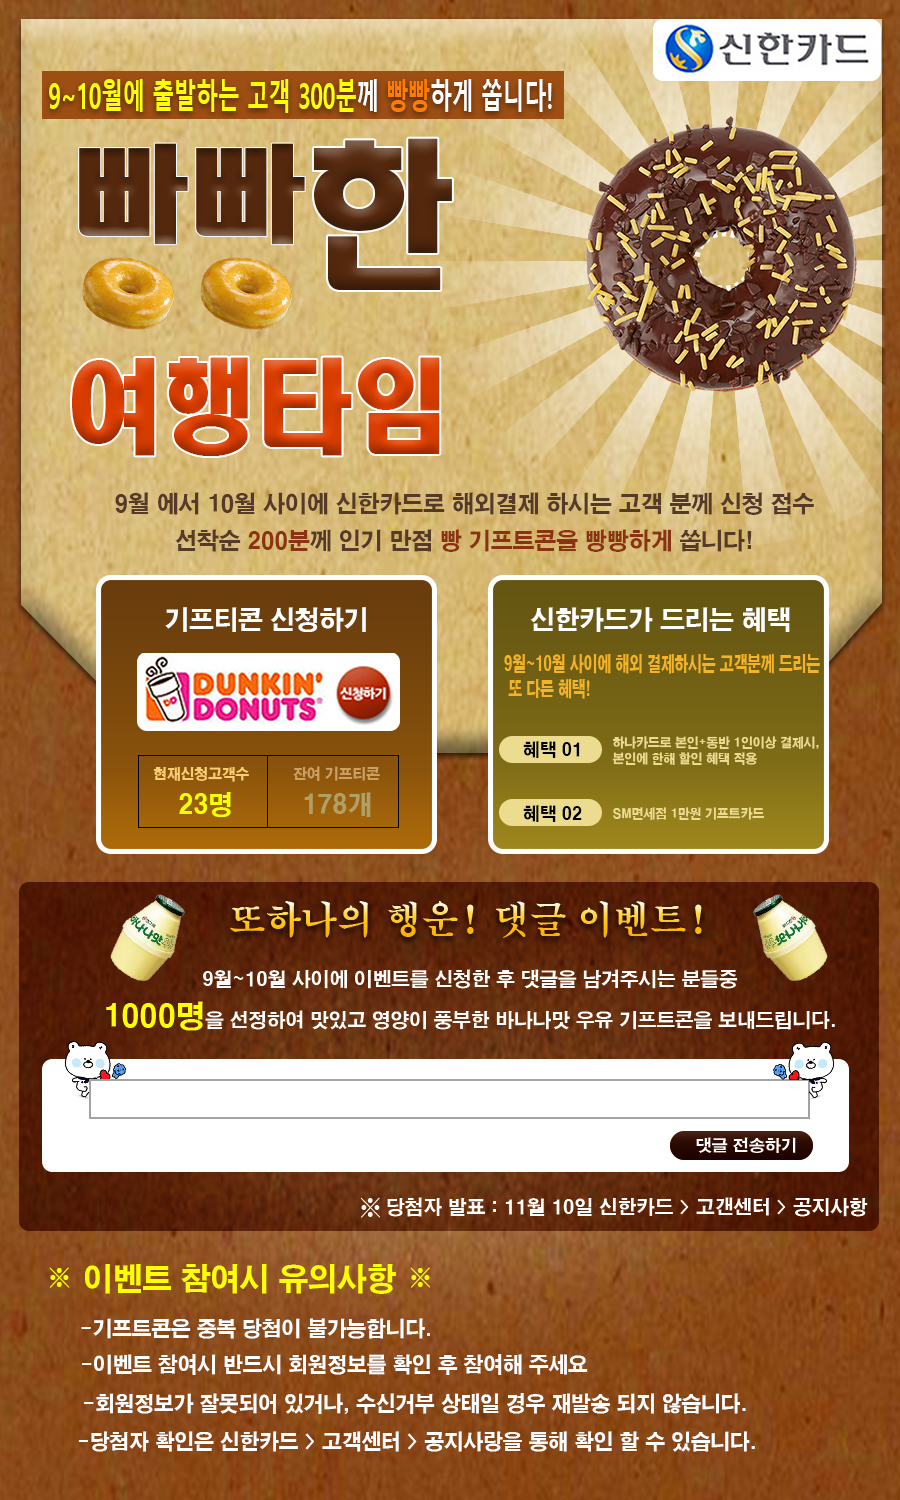 신한카드
9~10월에 출발하는 고객 300분께 빵빵하게 쏩니다!
빵빵한
여행타임
9월 에서 10월 사이에 신한카드로 해외결제 하시는 고객 분께 신청 접수
선착순 200분께 인기 만점 빵 기프트콘을 빵빵하게 쏩니다!
기프티콘 신청하기
DUNKIN'
DONUTS
DD
신청하기
현재신청고객수
23명
잔여 기프티콘
178개
신한카드가 드리는 혜택
9월~10월 사이에 해외 결제하시는 고객분께 드리는
또 다른 혜택!
혜택 01
하나카드로 본인+동반 1인이상 결제시,
본인에 한해 할인 혜택 적용
혜택 02
SM면세점 1만원 기프트카드
또하나의 행운! 댓글 이벤트!
바나나맛
바나나맛
9월~10월 사이에 이벤트를 신청한 후 댓글을 남겨주시는 분들중
1000명을 선정하여 맛있고 영양이 풍부한 바나나맛 우유 기프트콘을 보내드립니다.
댓글 전송하기
※ 당첨자 발표 : 11월 10일 신한카드 > 고갠센터 > 공지사항
※ 이벤트 참여시 유의사항 ※
-기프트콘은 중복 당첨이 불가능합니다.
-이벤트 참여시 반드시 회원정보를 확인 후 참여해 주세요
-회원정보가 잘못되어 있거나, 수신거부 상태일 경우 재발송 되지 않습니다.
-당첨자 확인은 신한카드 > 고객센터 > 공지사랑을 통해 확인 할 수 있습니다.